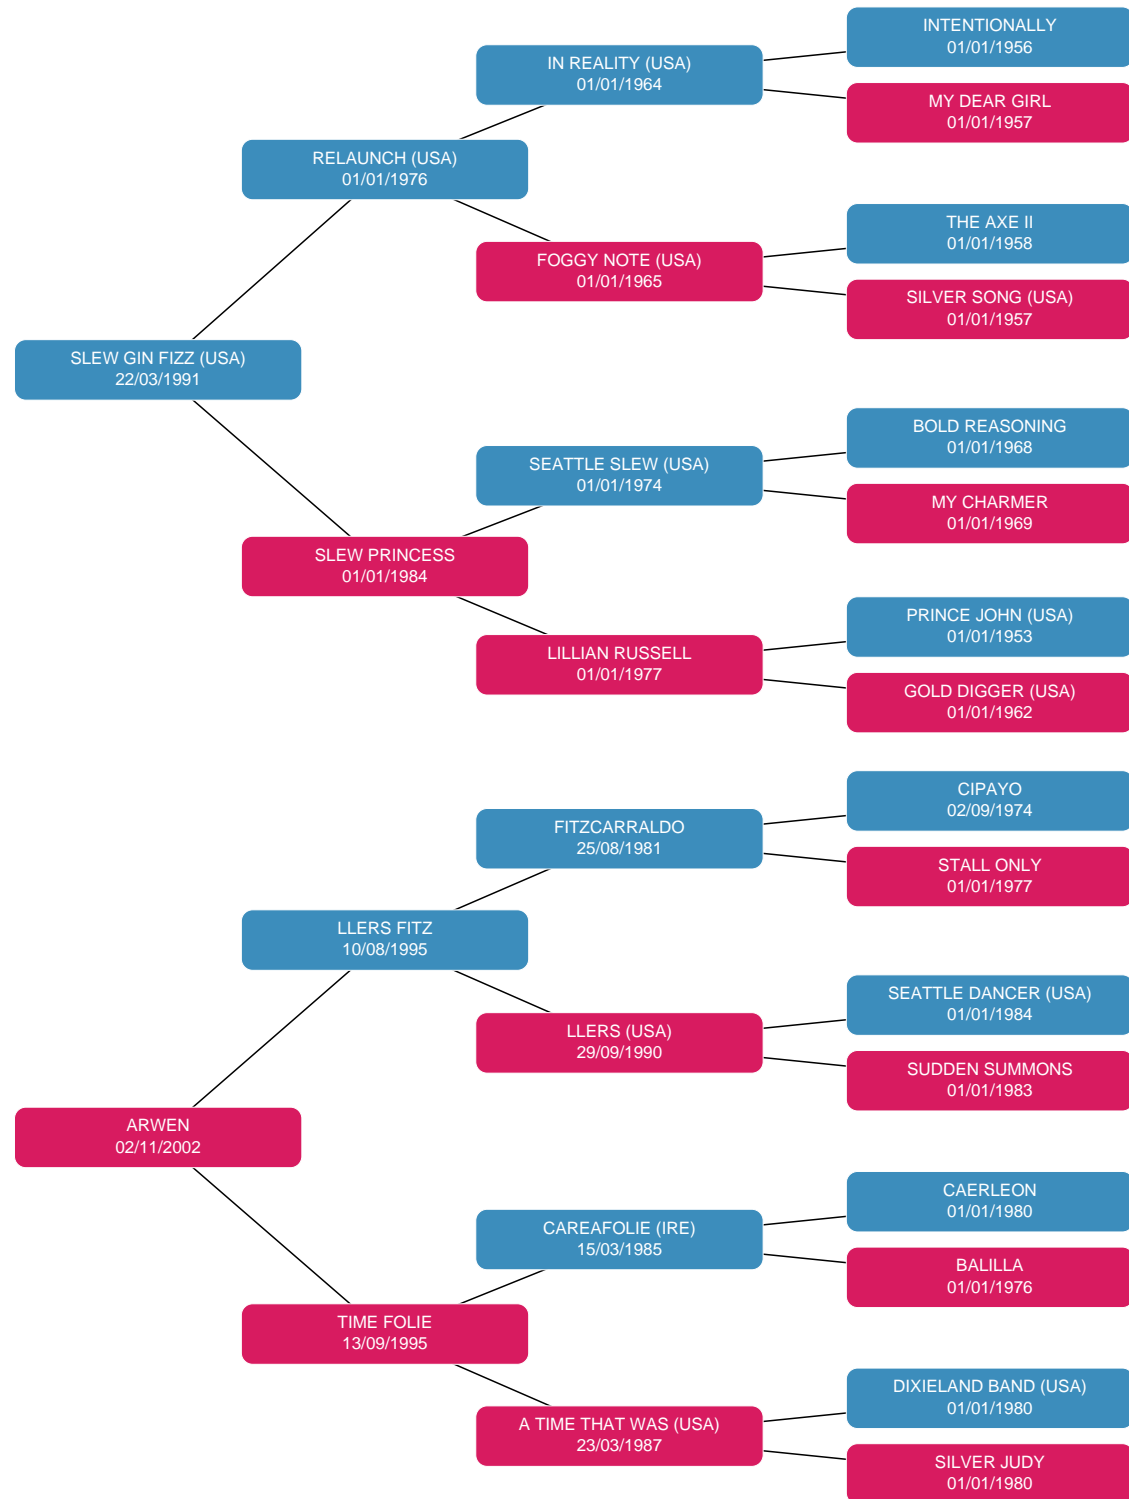 INTENTIONALLY
01/01/1956
IN REALITY (USA)
01/01/1964
MY DEAR GIRL
01/01/1957
RELAUNCH (USA)
01/01/1976
THE AXE II
01/01/1958
FOGGY NOTE (USA)
01/01/1965
SILVER SONG (USA)
01/01/1957
SLEW GIN FIZZ (USA)
22/03/1991
BOLD REASONING
01/01/1968
SEATTLE SLEW (USA)
01/01/1974
MY CHARMER
01/01/1969
SLEW PRINCESS
01/01/1984
PRINCE JOHN (USA)
01/01/1953
LILLIAN RUSSELL
01/01/1977
GOLD DIGGER (USA)
01/01/1962
CIPAYO
02/09/1974
FITZCARRALDO
25/08/1981
STALL ONLY
01/01/1977
LLERS FITZ
10/08/1995
SEATTLE DANCER (USA)
01/01/1984
LLERS (USA)
29/09/1990
SUDDEN SUMMONS
01/01/1983
ARWEN
02/11/2002
CAERLEON
01/01/1980
CAREAFOLIE (IRE)
15/03/1985
BALILLA
01/01/1976
TIME FOLIE
13/09/1995
DIXIELAND BAND (USA)
01/01/1980
A TIME THAT WAS (USA)
23/03/1987
SILVER JUDY
01/01/1980